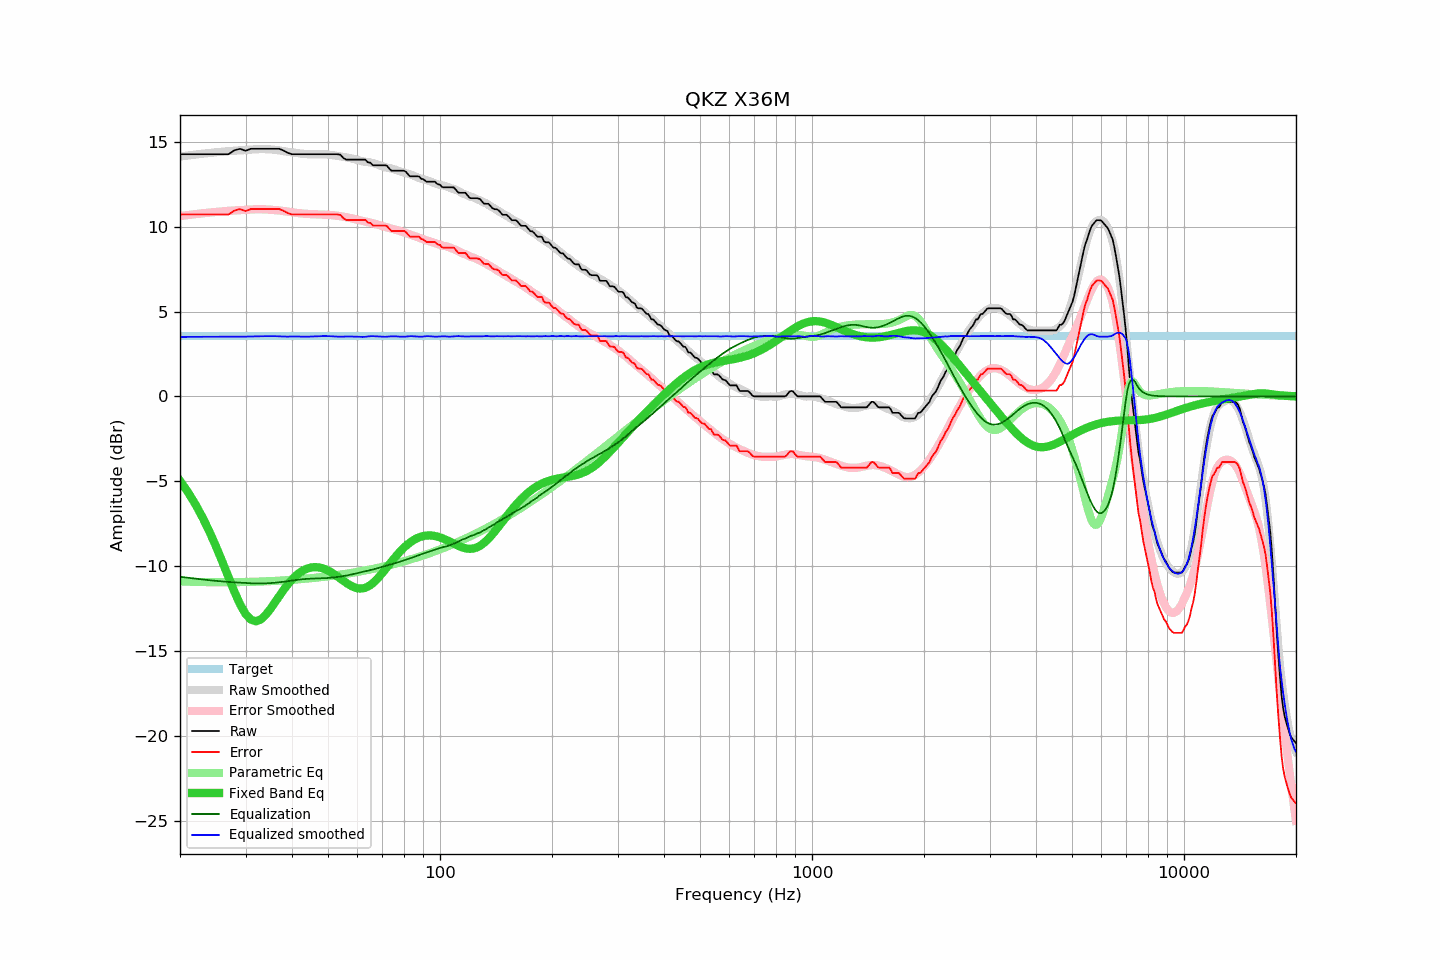 QKZ X36M
Amplitude (dBr)
15
10
5
0
−5
−10
−15
−20
−25
Target
Raw Smoothed
Error Smoothed
Raw
Error
Parametric Eq
Fixed Band Eq
Equalization
Equalized smoothed
100 1000 10000
Frequency (Hz)